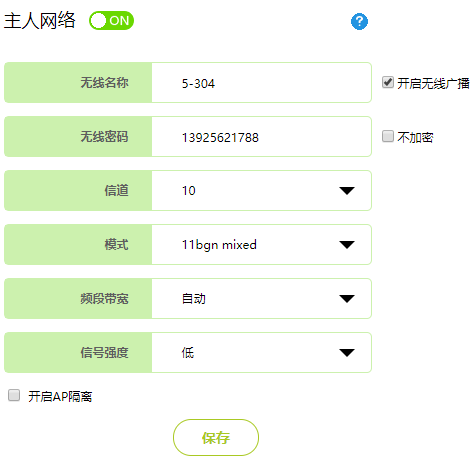 主人网络 ON ?
无线名称 5-304 开启无线广播
无线密码 13925621788 不加密
信道 10
模式 11bgn mixed
频段带宽 自动
信号强度 低
开启AP隔离
保存